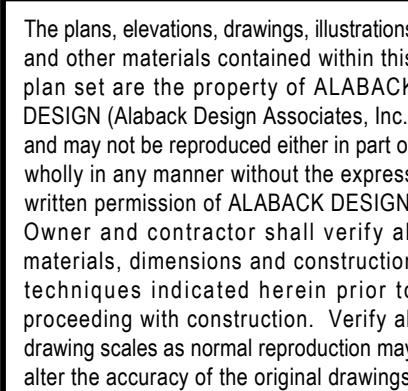 The plans, elevations, drawings, illustrations
and other materials contained within this
plan set are the property of ALABACK
DESIGN (Alaback Design Associates, Inc.
and may not be reproduced either in part o
wholly in any manner without the express
written permission of ALABACK DESIGN
Owner and contractor shall verify al
materials, dimensions and construction
techniques indicated herein prior to
proceeding with construction. Verify al
drawing scales as normal reproduction may
alter the accuracy of the original drawings